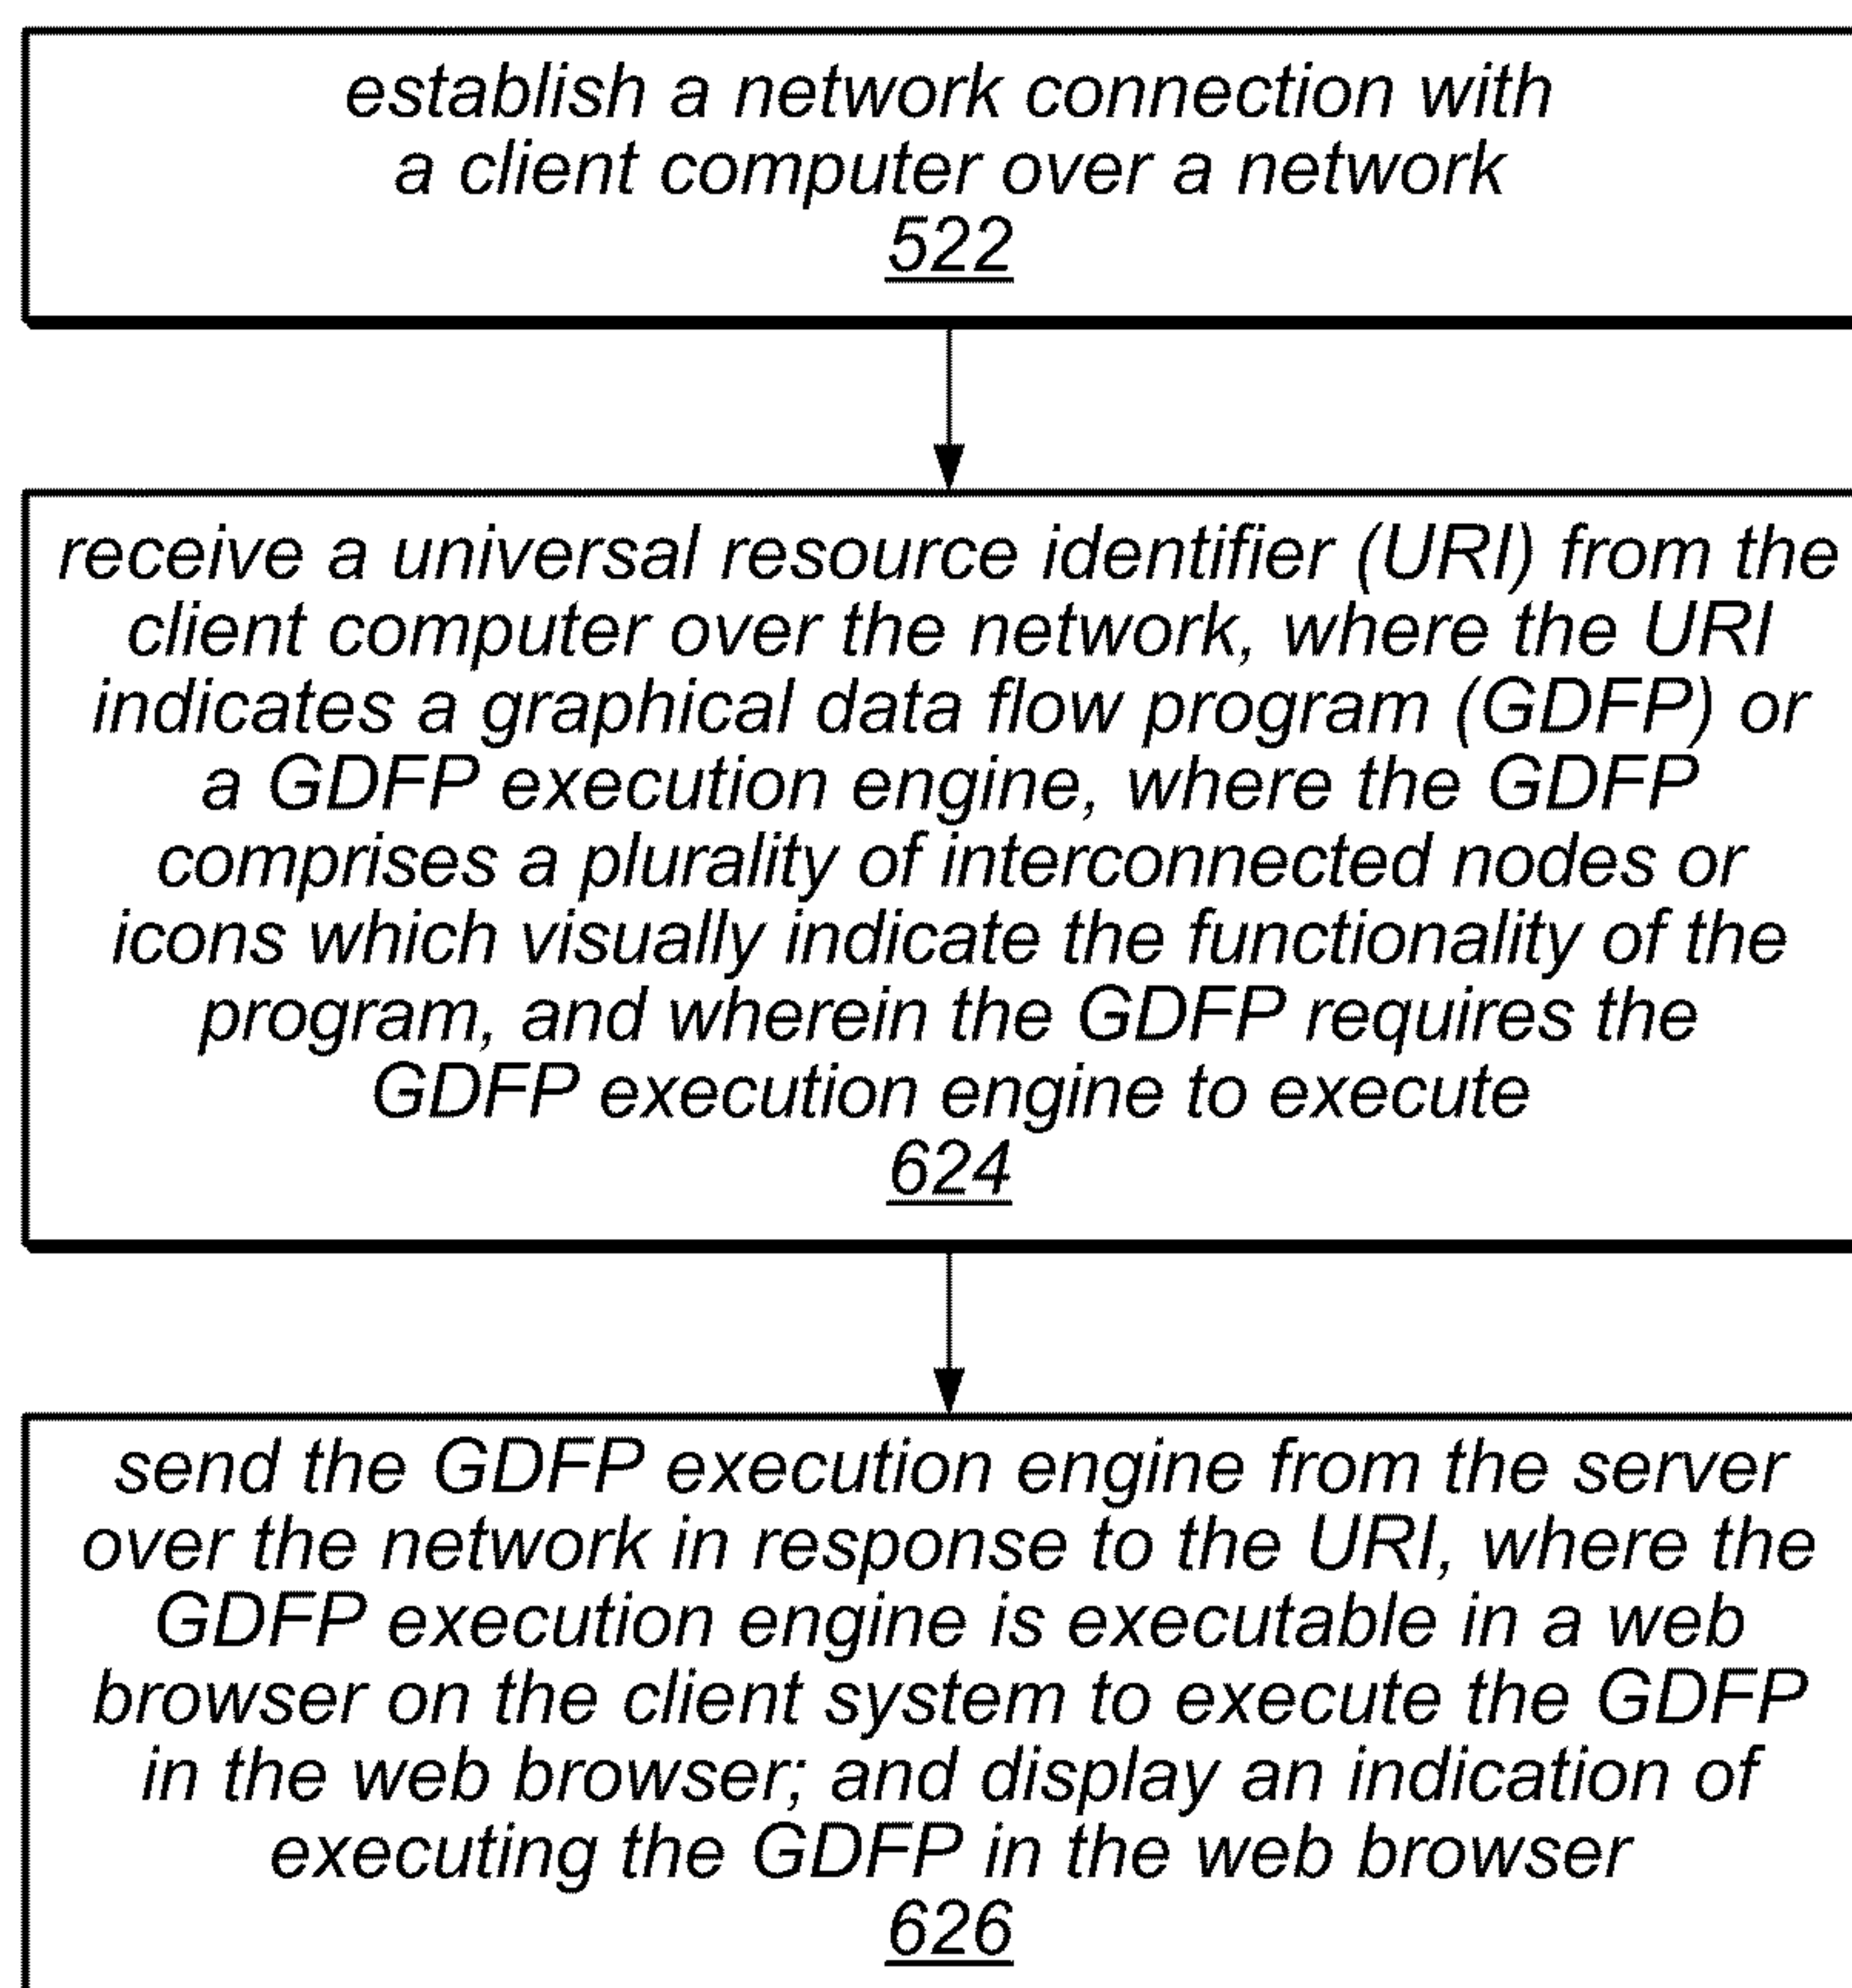 establish a network connection with
a client computer over a network
522
receive a universal resource identifier (URI) from the
client computer over the network, where the URI
indicates a graphical data flow program (GDFP) or
a GDFP execution engine, where the GDFP
comprises a plurality of interconnected nodes or
icons which visually indicate the functionality of the
program, and wherein the GDFP requires the
GDFP execution engine to execute
624
send the GDFP execution engine from the server
over the network in response to the URI, where the
GDFP execution engine is executable in a web
browser on the client system to execute the GDFP
in the web browser; and display an indication of
executing the GDFP in the web browser
626